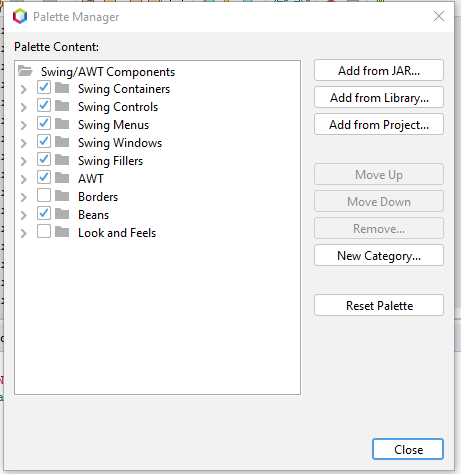 Palette Manager
Palette Content:
Swing/AWT Components
Swing Containers
Swing Controls
Swing Menus
Swing Windows
Swing Fillers
AWT
Borders
Beans
Look and Feels
Add from JAR...
Add from Library...
Add from Project...
Move Up
Move Down
Remove...
New Category...
Reset Palette
Close